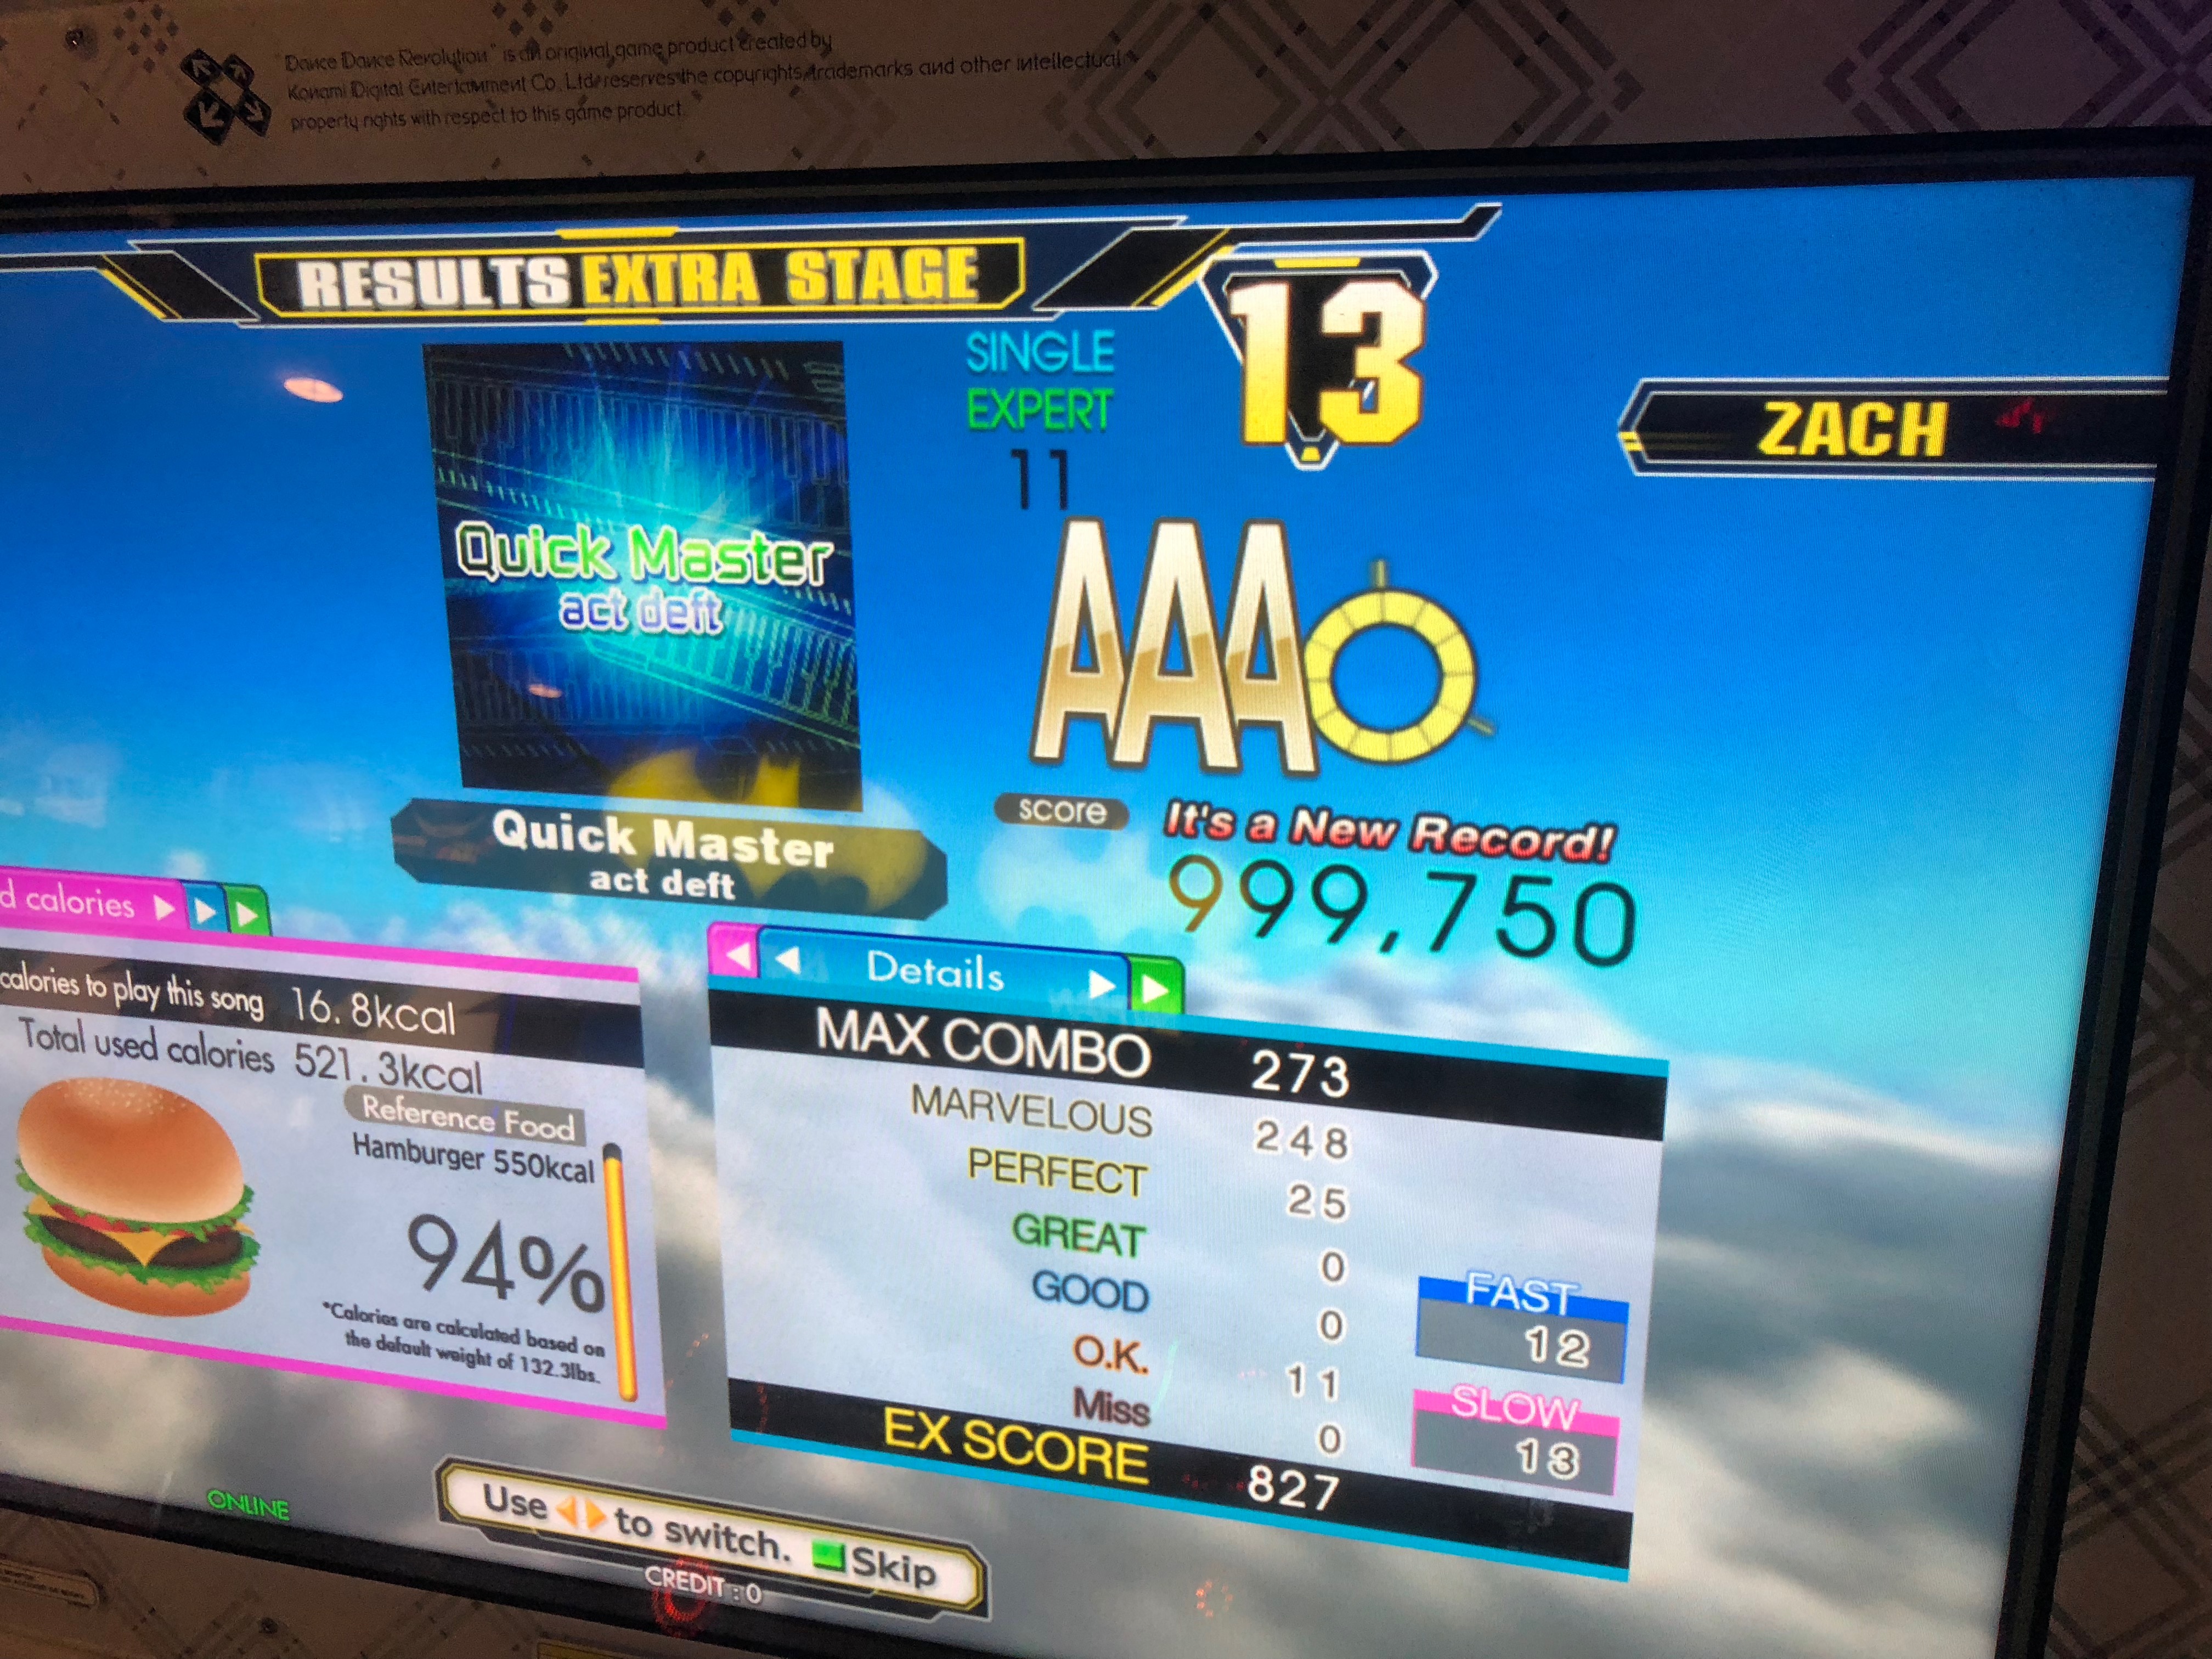 "Dance Dance Revolution" is an original game product created by
Konami Digital Entertainment Co., Ltd. reserves the copyrights, trademarks and other intellectual
property rights with respect to this game product.
RESULTS EXTRA STAGE
13
SINGLE
EXPERT
11
ZACH
Quick Master
act deft
AAA
Quick Master
act deft
score
It's a New Record!
999,750
d calories
calories to play this song 16.8kcal
Total used calories 521.3kcal
Reference Food
Hamburger 550kcal
94%
*Calories are calculated based on
the default weight of 132.3lbs.
Details
MAX COMBO 273
MARVELOUS 248
PERFECT 25
GREAT 0
GOOD 0
O.K. 11
Miss 0
EX SCORE 827
FAST
12
SLOW
13
ONLINE
Use to switch. Skip
CREDIT:0